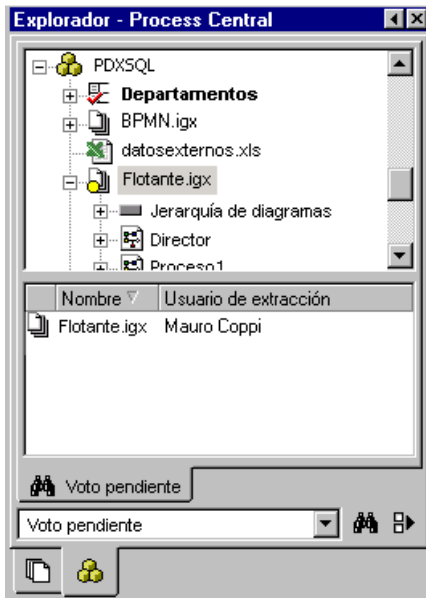 Explorador - Process Central
PDXSQL
Departamentos
BPMN.igx
datosexternos.xls
Flotante.igx
Jerarquía de diagramas
Director
Proceso1
Nombre Usuario de extracción
Flotante.igx Mauro Coppi
Voto pendiente
Voto pendiente